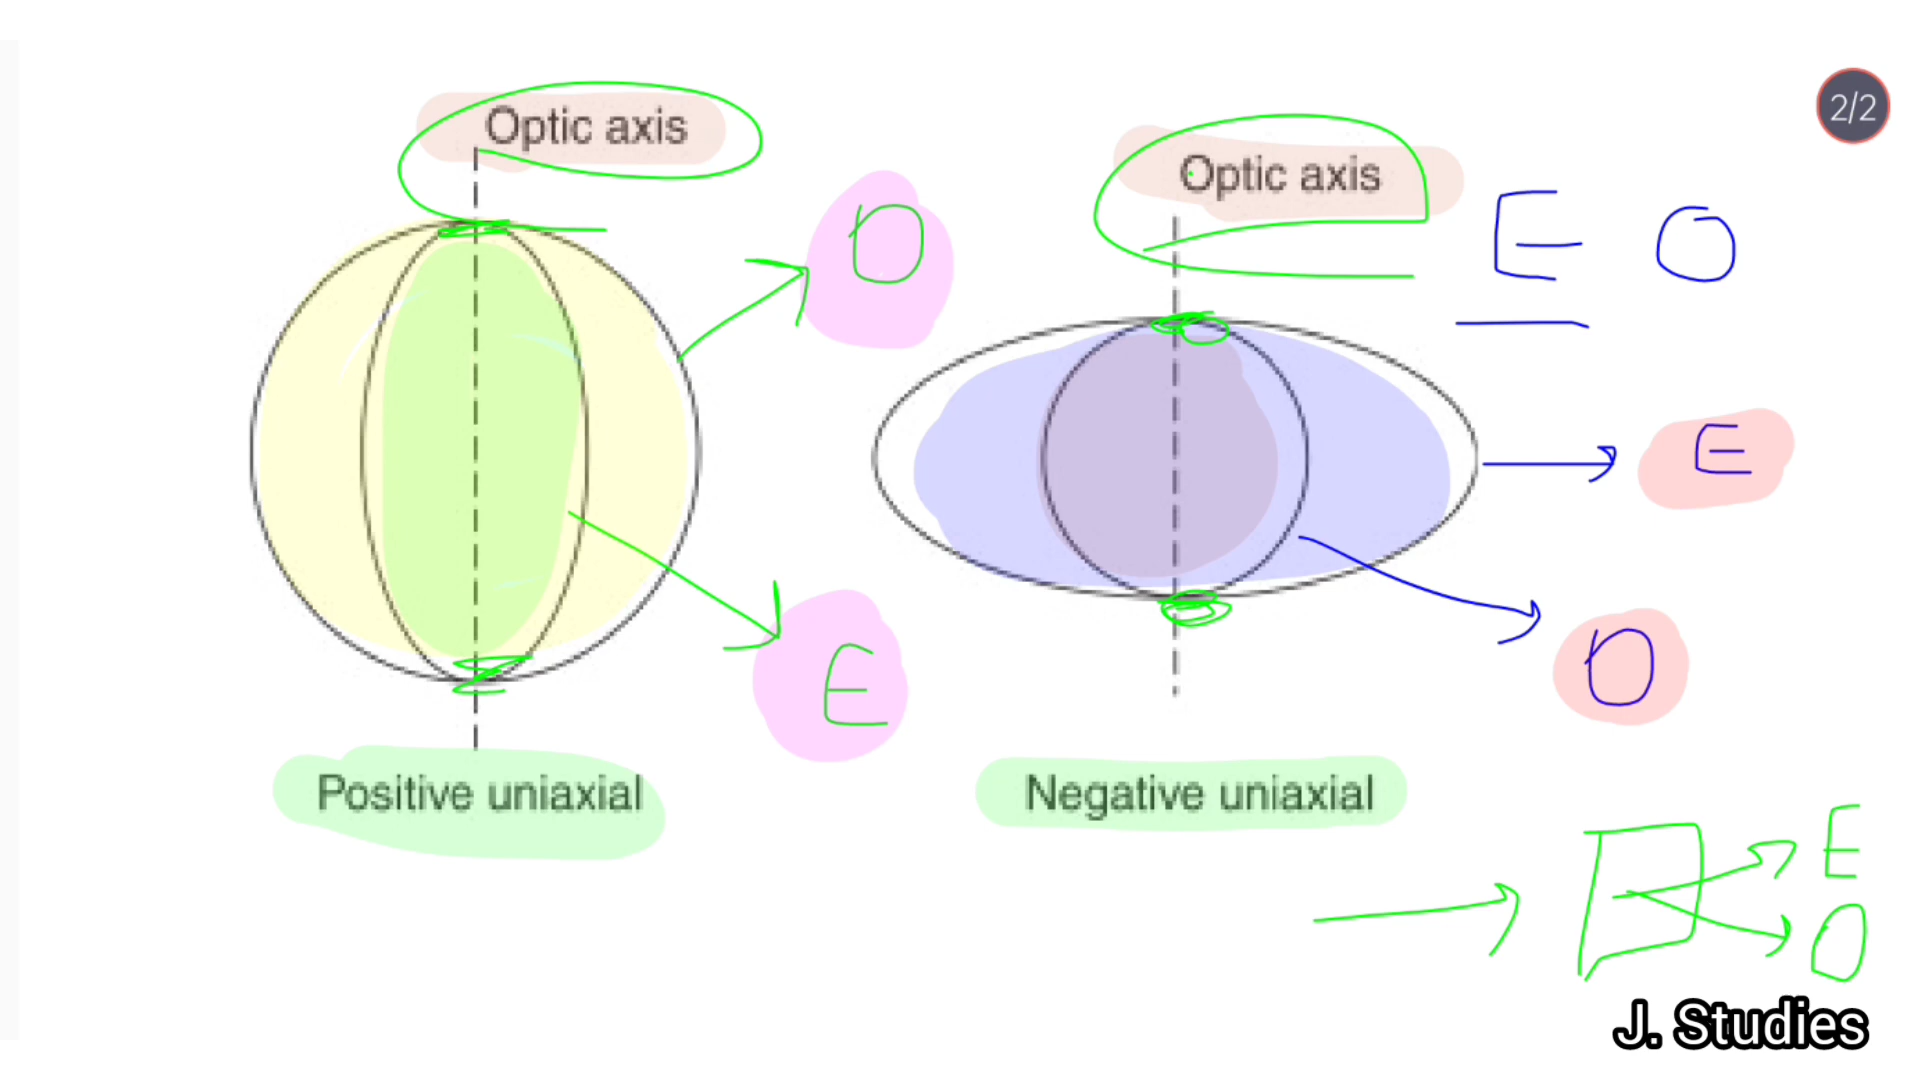 2/2
Optic axis
Optic axis
O
E O
E
O
E
Positive uniaxial
Negative uniaxial
E
O
J. Studies